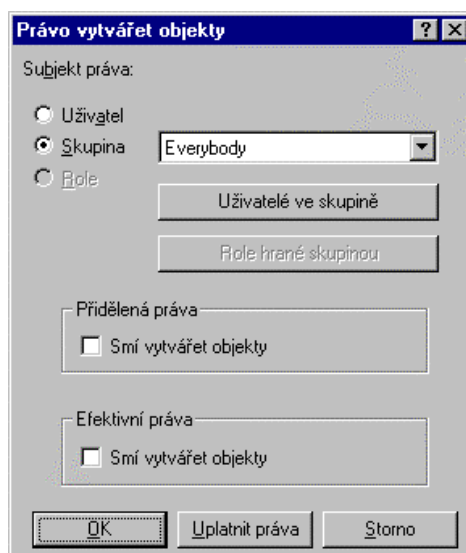 Právo vytvářet objekty
Subjekt práva:
Uživatel
Skupina
Everybody
Role
Uživatelé ve skupině
Role hrané skupinou
Přidělená práva
Smí vytvářet objekty
Efektivní práva
Smí vytvářet objekty
OK
Uplatnit práva
Storno